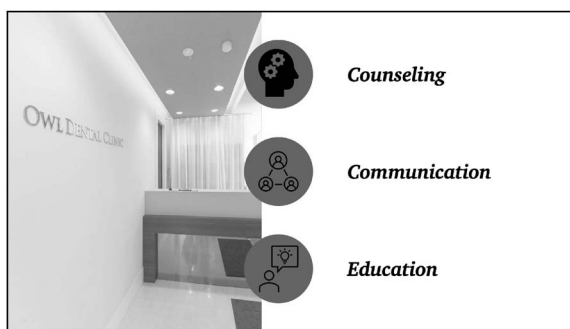 OWL DENTAL CLINIC
Counseling
Communication
Education